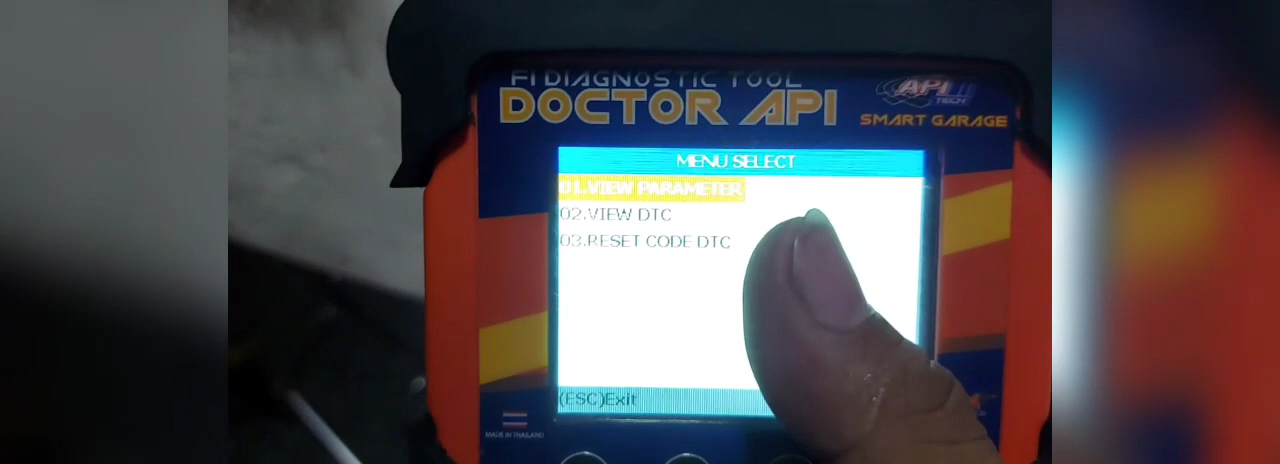 FI DIAGNOSTIC TOOL
DOCTOR API
API TECH
SMART GARAGE
MENU SELECT
01.VIEW PARAMETER
02.VIEW DTC
03.RESET CODE DTC
(ESC)Exit
MADE IN THAILAND